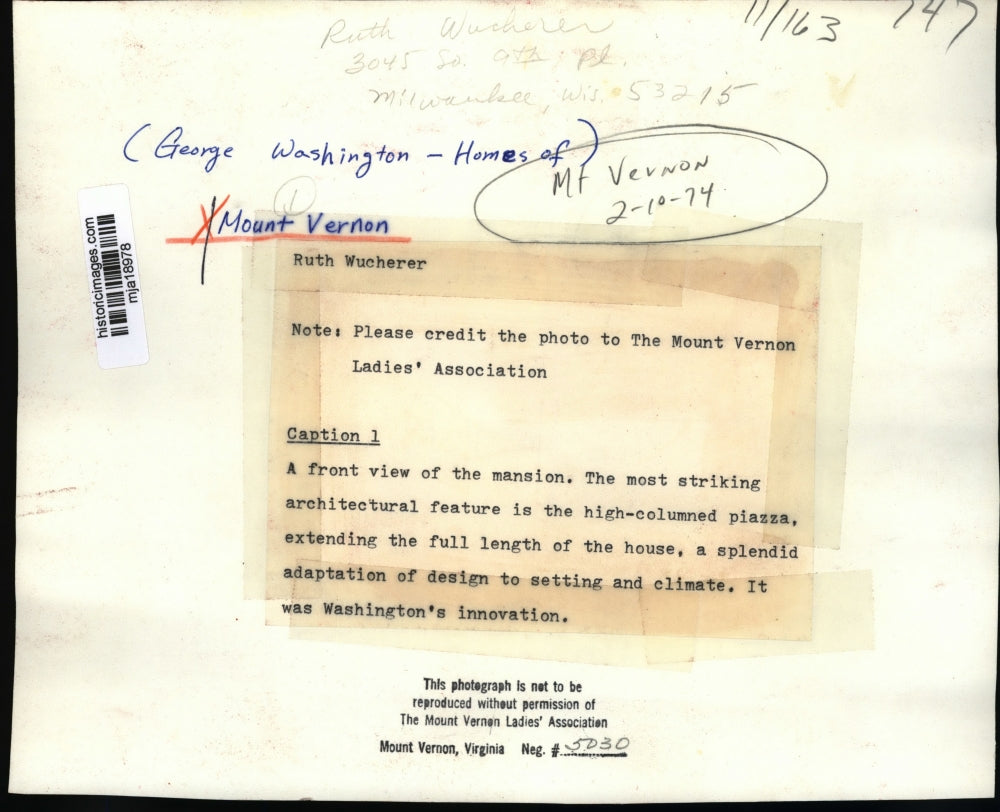 11/163 747
Ruth Wucherer
3045 So. 9th Pl.
Milwaukee, Wis. 53215
(George Washington - Homes of)
Mt Vernon
2-10-74
1
X Mount Vernon
historicimages.com
mja18978
Ruth Wucherer
Note: Please credit the photo to The Mount Vernon
Ladies' Association
Caption 1
A front view of the mansion. The most striking
architectural feature is the high-columned piazza,
extending the full length of the house, a splendid
adaptation of design to setting and climate. It
was Washington's innovation.
This photograph is not to be
reproduced without permission of
The Mount Vernon Ladies' Association
Mount Vernon, Virginia Neg. # 5030